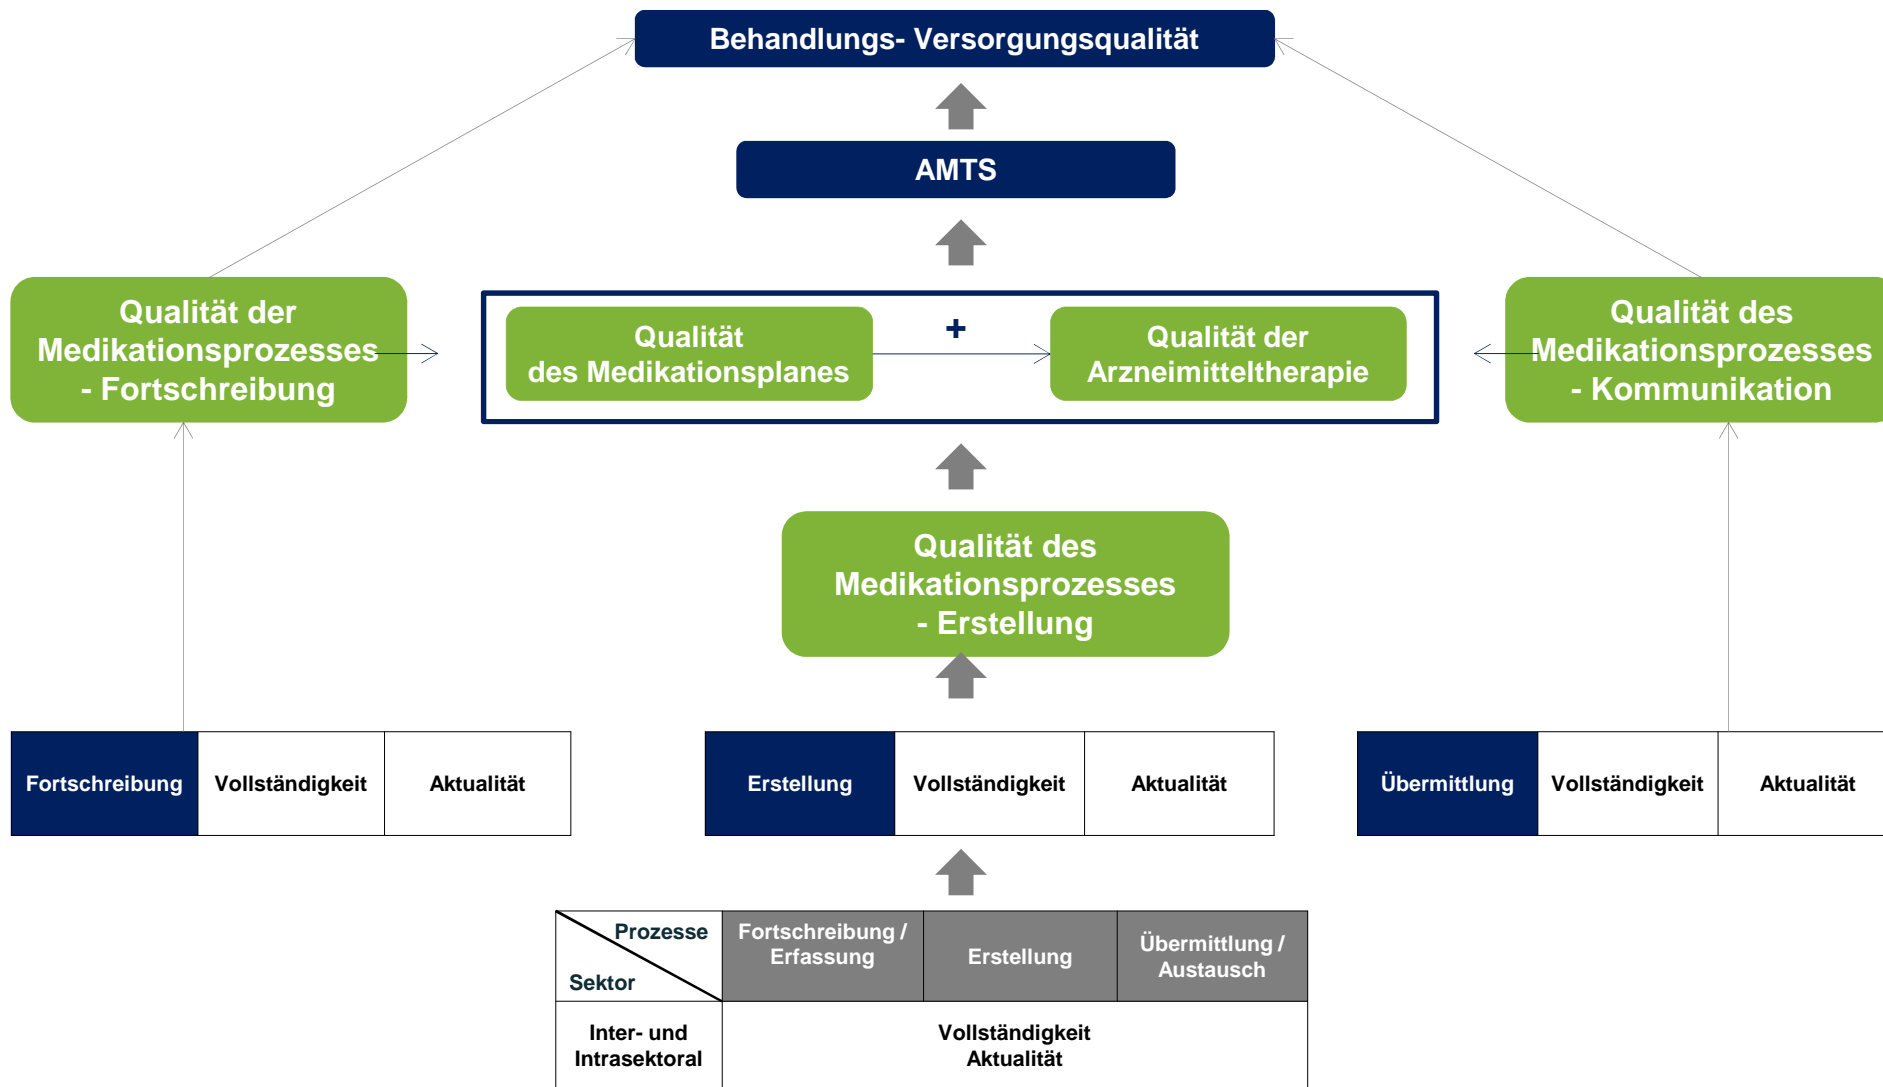 Behandlungs- Versorgungsqualität
AMTS
Qualität der
Medikationsprozesses
- Fortschreibung
Qualität
des Medikationsplanes
+
Qualität der
Arzneimitteltherapie
Qualität des
Medikationsprozesses
- Kommunikation
Qualität des
Medikationsprozesses
- Erstellung
Fortschreibung
Vollständigkeit
Aktualität
Erstellung
Vollständigkeit
Aktualität
Übermittlung
Vollständigkeit
Aktualität
Prozesse
Sektor
Fortschreibung /
Erfassung
Erstellung
Übermittlung /
Austausch
Inter- und
Intrasektoral
Vollständigkeit
Aktualität